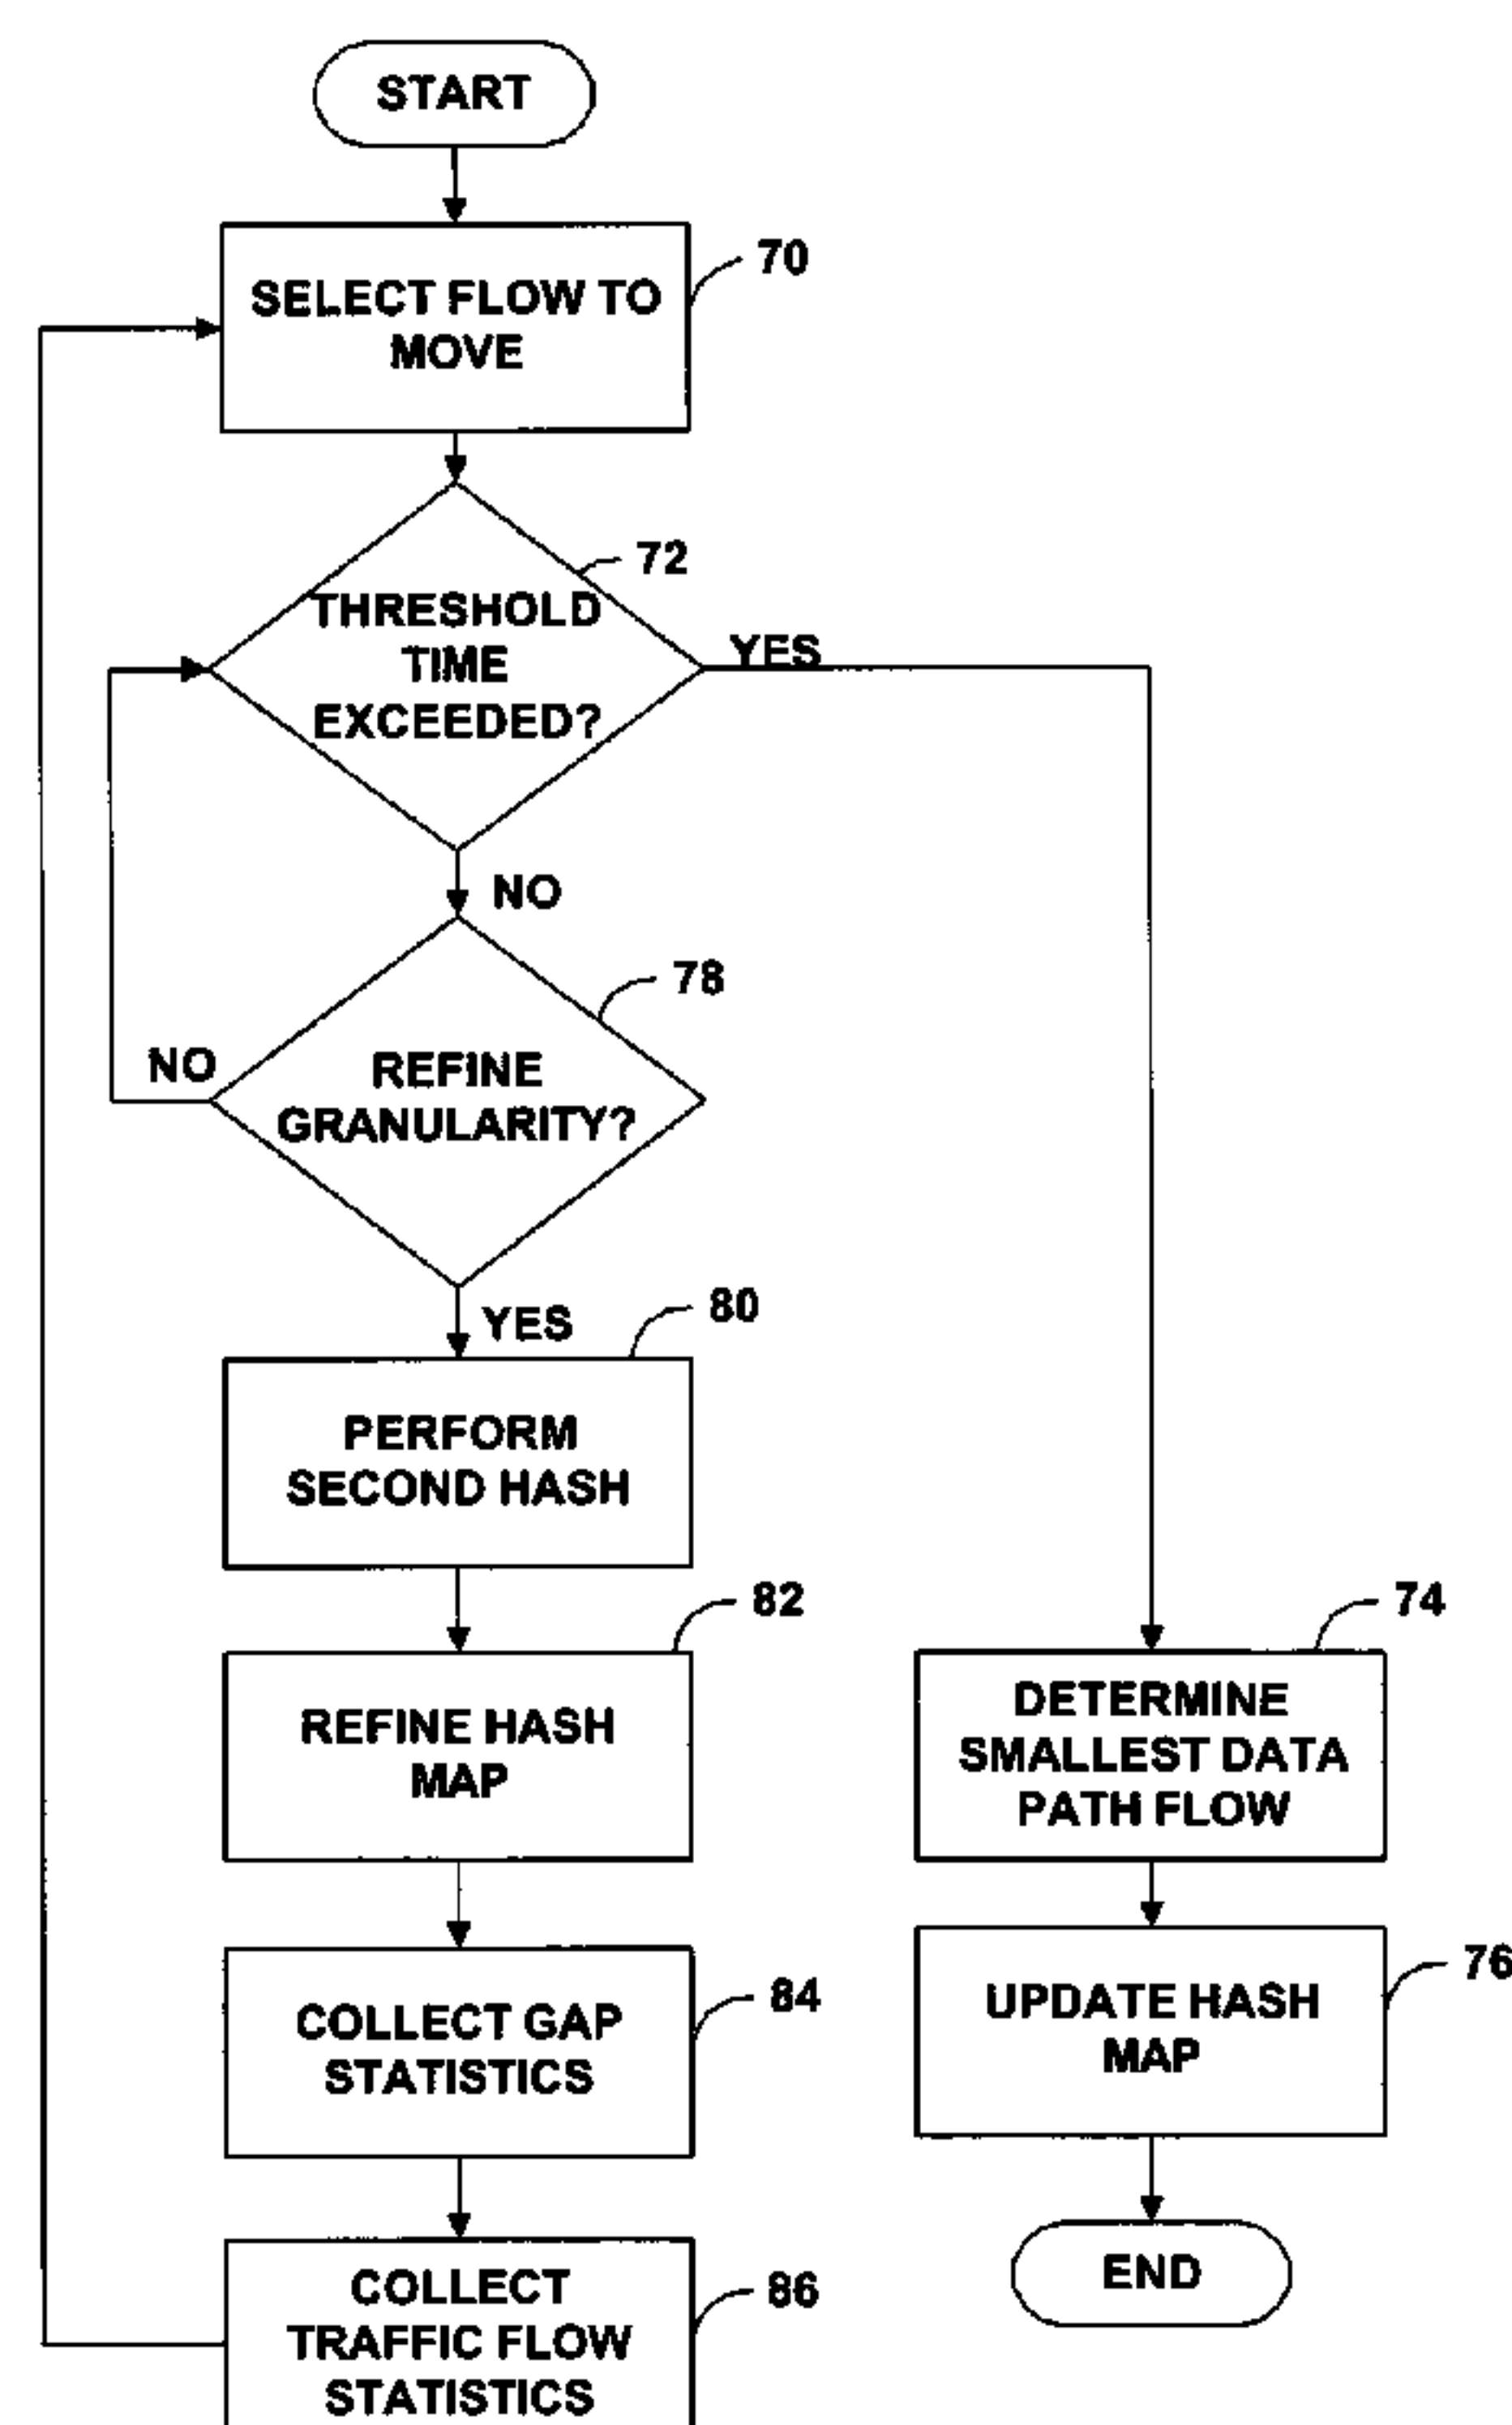 START
70
SELECT FLOW TO
MOVE
72
THRESHOLD
TIME
EXCEEDED?
YES
NO
78
NO
REFINE
GRANULARITY?
YES
80
PERFORM
SECOND HASH
82
REFINE HASH
MAP
84
COLLECT GAP
STATISTICS
86
COLLECT
TRAFFIC FLOW
STATISTICS
74
DETERMINE
SMALLEST DATA
PATH FLOW
76
UPDATE HASH
MAP
END